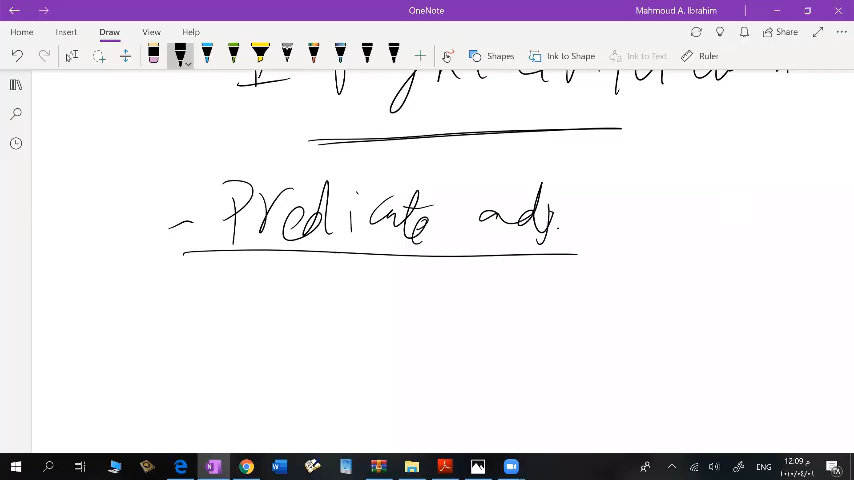 OneNote
Mahmoud A. Ibrahim
Home Insert Draw View Help
Share
Shapes Ink to Shape Ink to Text Ruler
- Predicate adj.
ENG
12:09 م